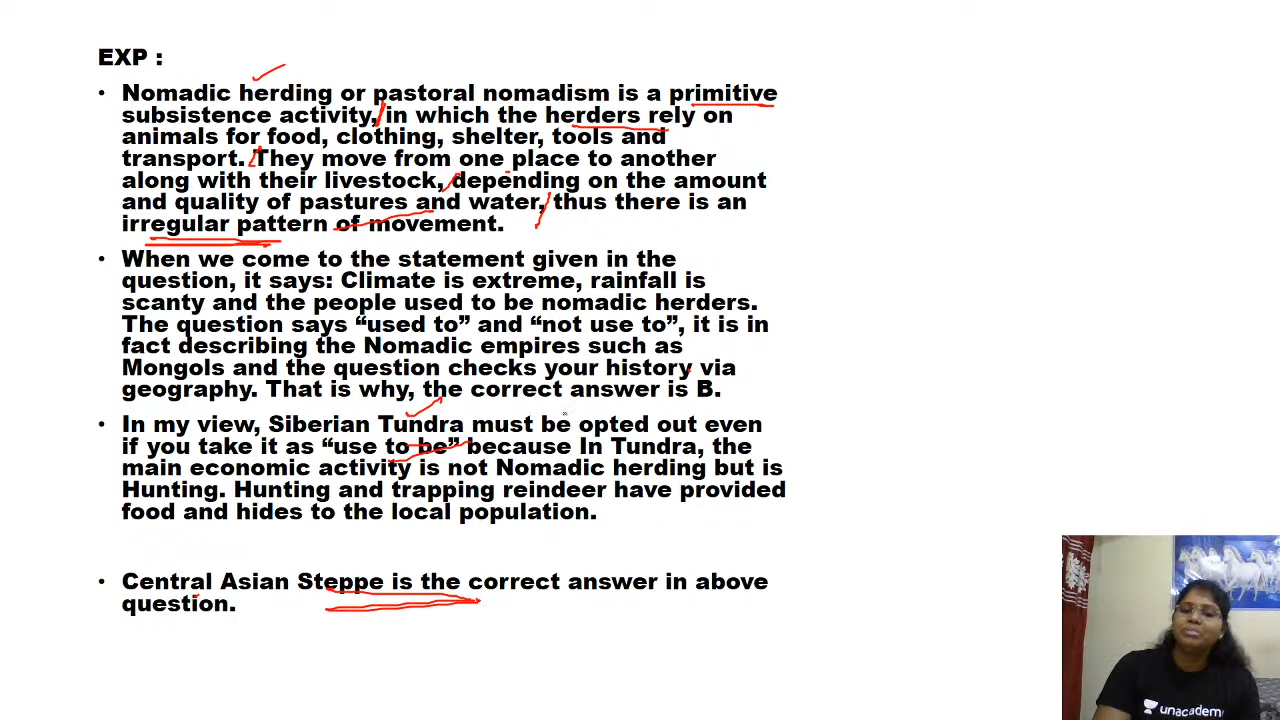 EXP :
• Nomadic herding or pastoral nomadism is a primitive
subsistence activity, in which the herders rely on
animals for food, clothing, shelter, tools and
transport. They move from one place to another
along with their livestock, depending on the amount
and quality of pastures and water, thus there is an
irregular pattern of movement.
• When we come to the statement given in the
question, it says: Climate is extreme, rainfall is
scanty and the people used to be nomadic herders.
The question says “used to” and “not use to”, it is in
fact describing the Nomadic empires such as
Mongols and the question checks your history via
geography. That is why, the correct answer is B.
• In my view, Siberian Tundra must be opted out even
if you take it as “use to be” because In Tundra, the
main economic activity is not Nomadic herding but is
Hunting. Hunting and trapping reindeer have provided
food and hides to the local population.
• Central Asian Steppe is the correct answer in above
question.
unacademy